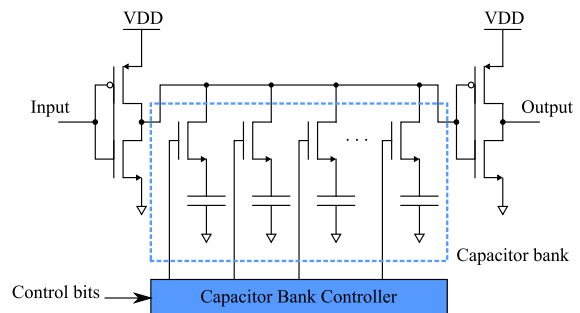 VDD
VDD
Input
Output
. . .
Capacitor bank
Control bits
Capacitor Bank Controller